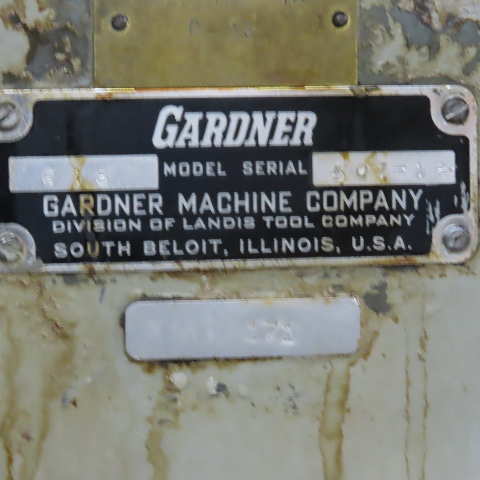 GARDNER
MODEL SERIAL
GARDNER MACHINE COMPANY
DIVISION OF LANDIS TOOL COMPANY
SOUTH BELOIT, ILLINOIS, U.S.A.